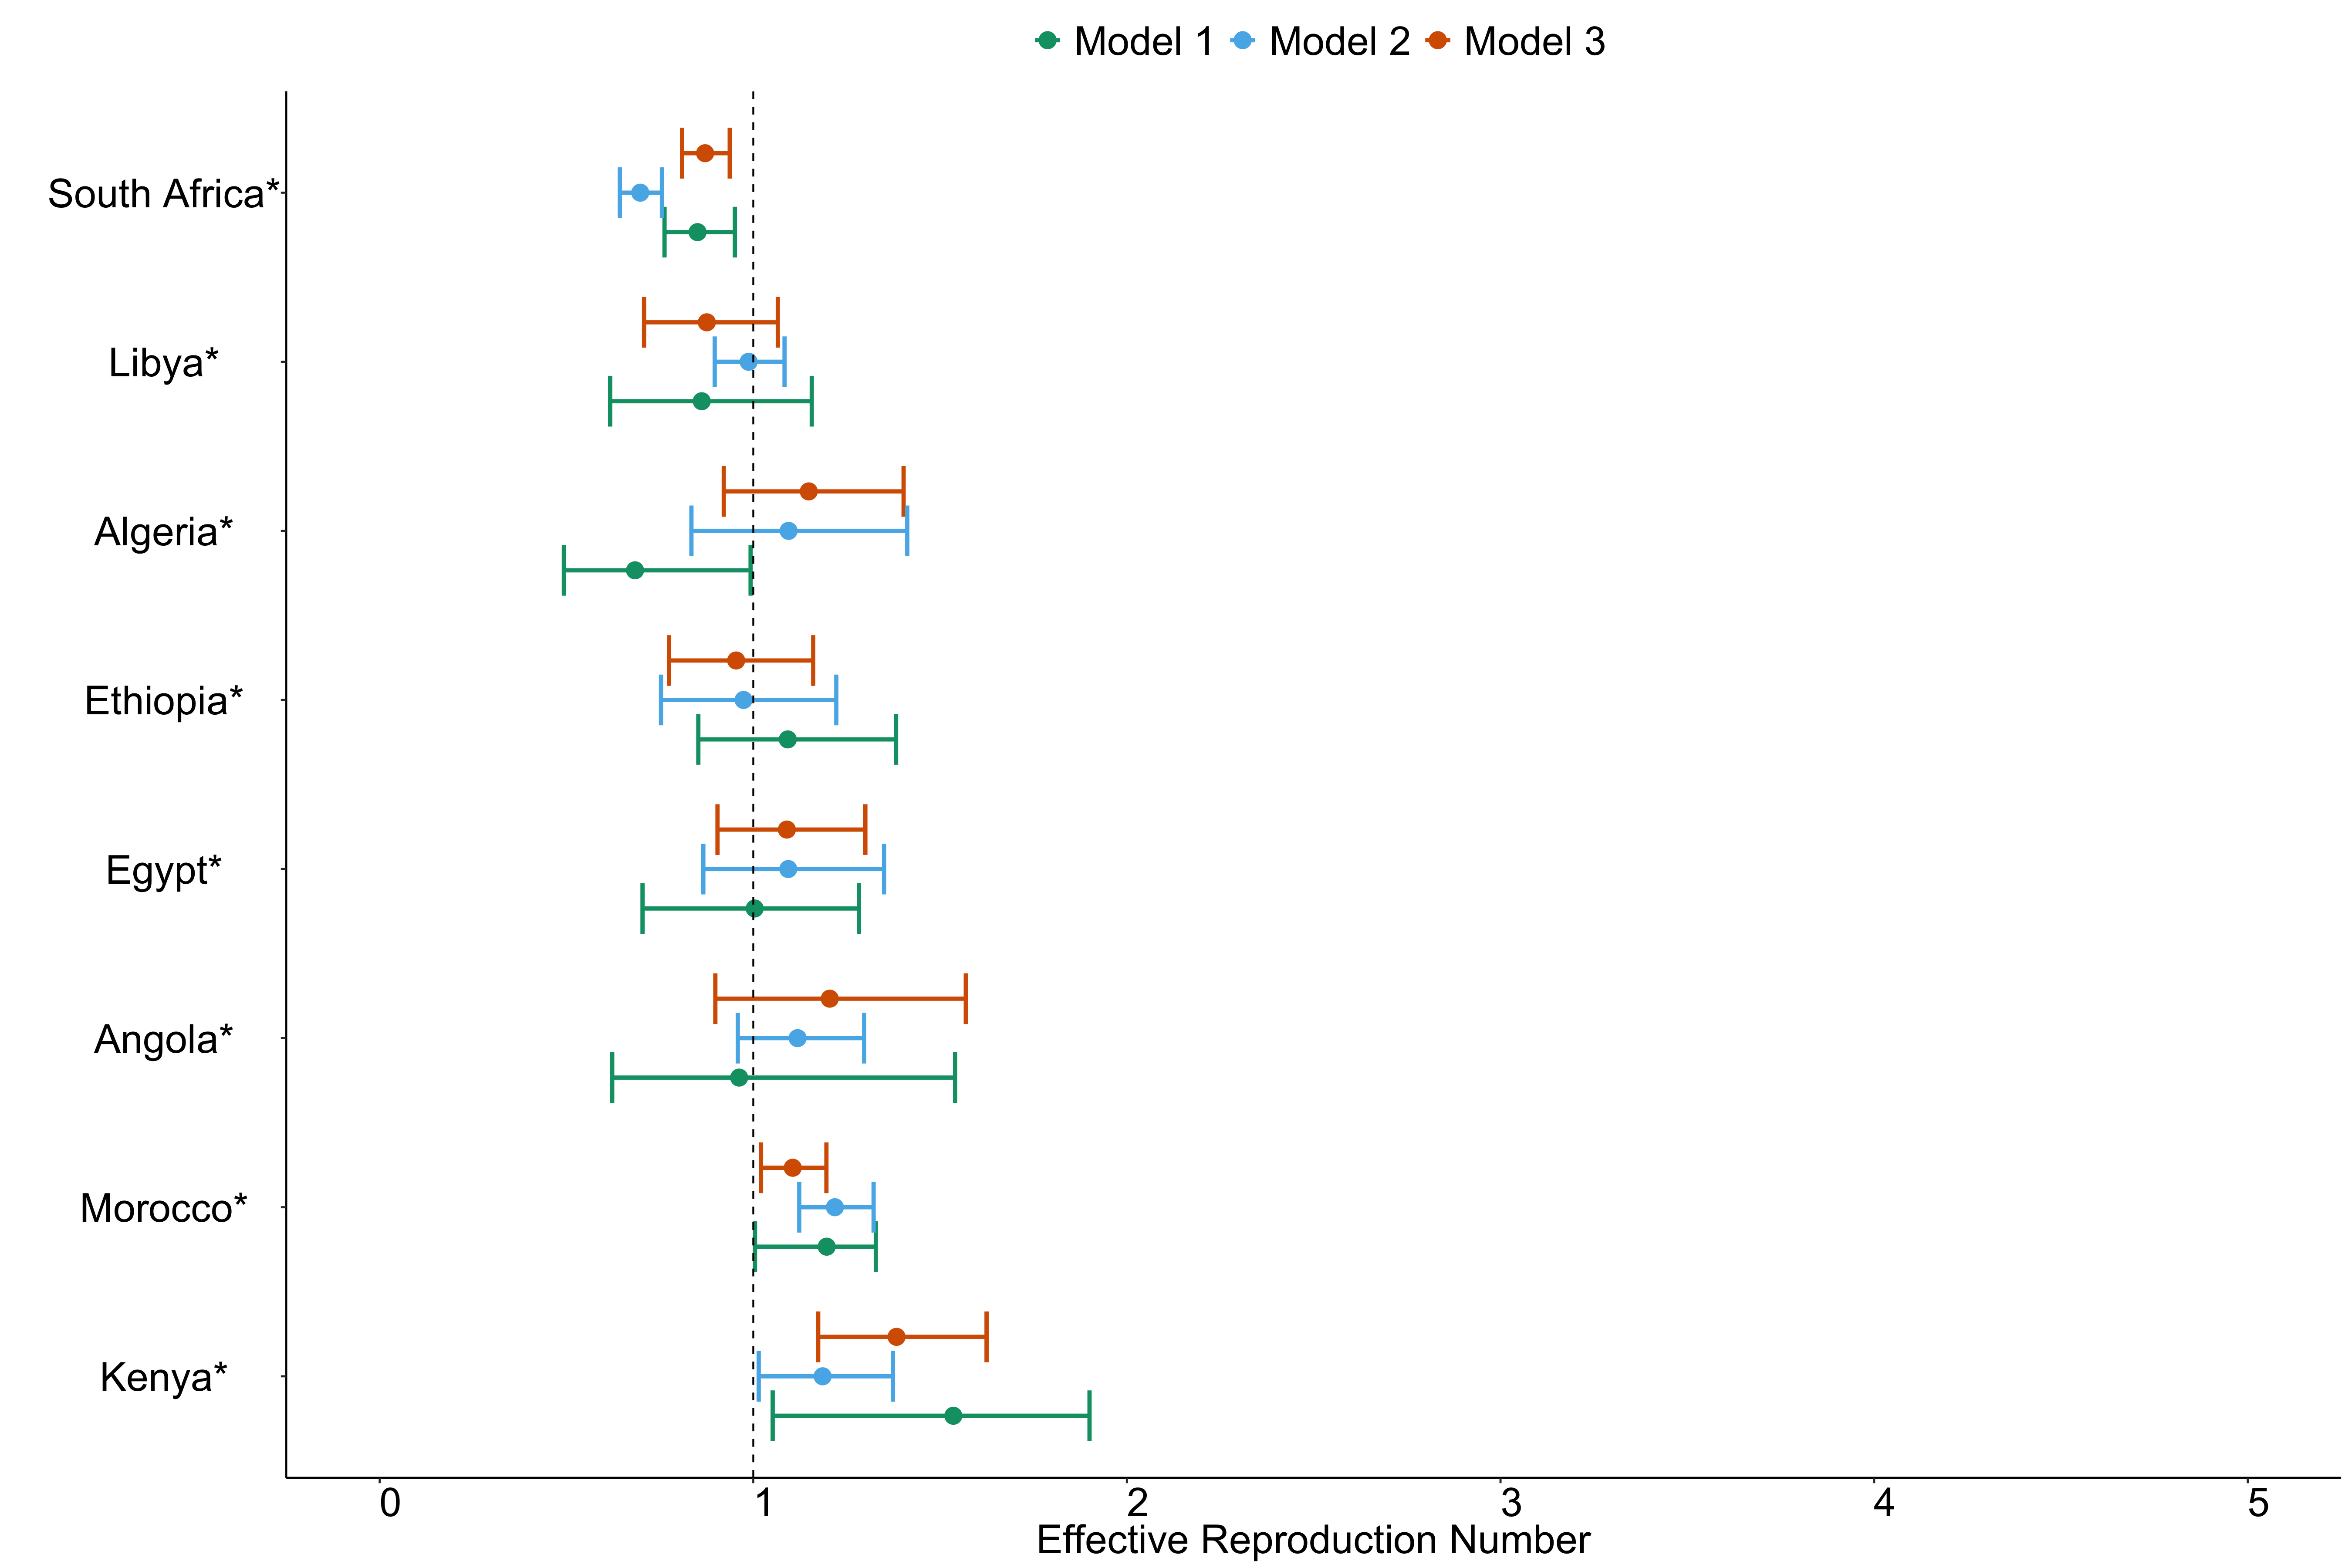 Model 1 Model 2 Model 3
South Africa*
Libya*
Algeria*
Ethiopia*
Egypt*
Angola*
Morocco*
Kenya*
0 1 2 3 4 5
Effective Reproduction Number